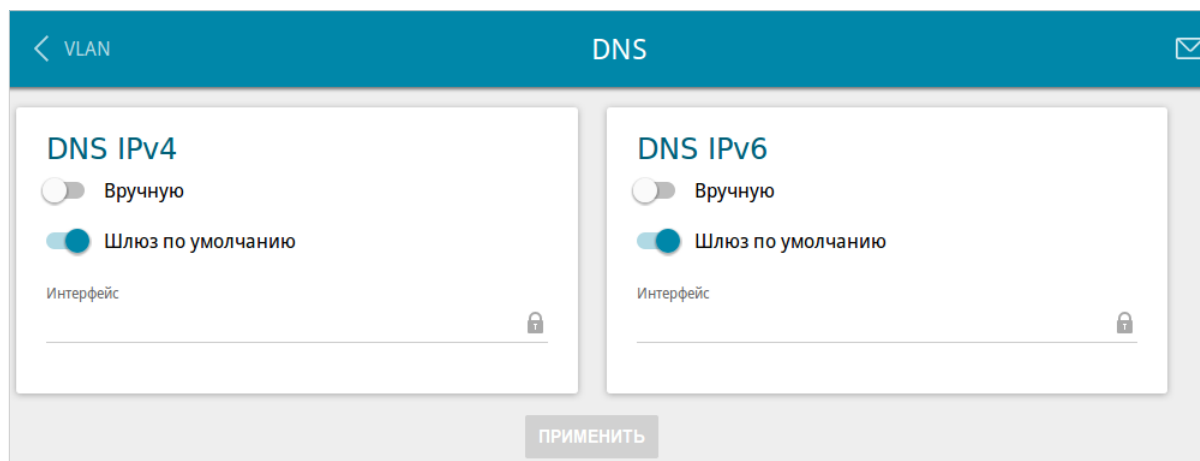 VLAN
DNS
DNS IPv4
Вручную
Шлюз по умолчанию
Интерфейс
DNS IPv6
Вручную
Шлюз по умолчанию
Интерфейс
ПРИМЕНИТЬ